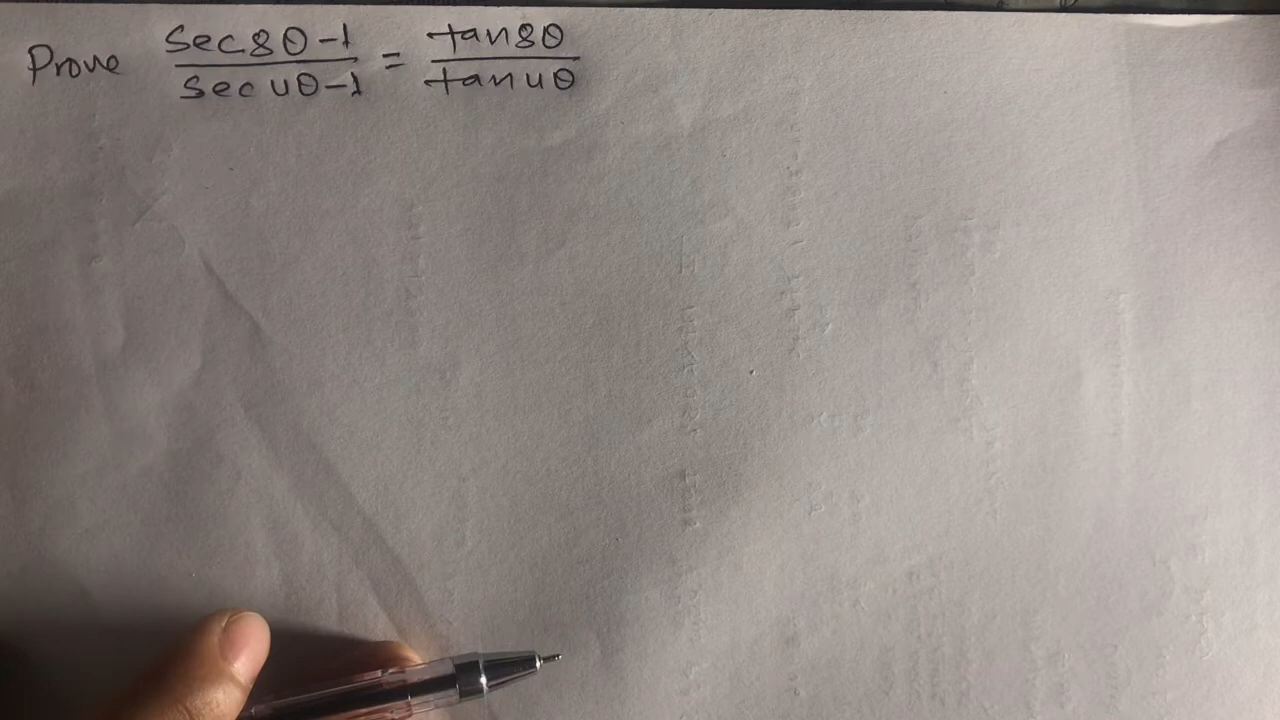 Prove sec8θ-1/sec4θ-1 = tan8θ/tan4θ